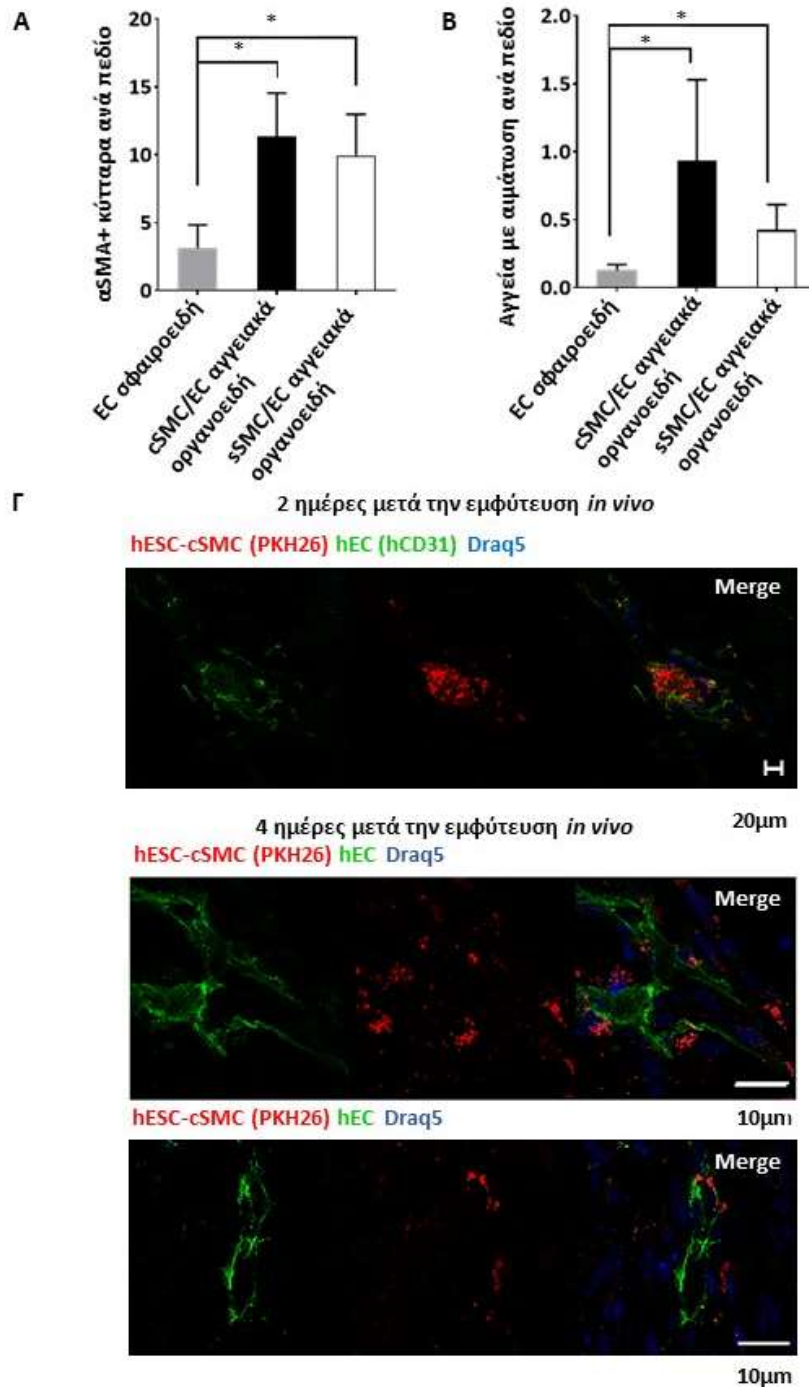 A
αSMA+ κύτταρα ανά πεδίο
20
15
10
5
0
*
*
EC σφαιροειδή
cSMC/EC αγγειακά
οργανοειδή
sSMC/EC αγγειακά
οργανοειδή
B
Αγγεία με αιμάτωση ανά πεδίο
2.0
1.5
1.0
0.5
0.0
*
*
EC σφαιροειδή
cSMC/EC αγγειακά
οργανοειδή
sSMC/EC αγγειακά
οργανοειδή
Γ
2 ημέρες μετά την εμφύτευση in vivo
hESC-cSMC (PKH26) hEC (hCD31) Draq5
Merge
20μm
4 ημέρες μετά την εμφύτευση in vivo
hESC-cSMC (PKH26) hEC Draq5
Merge
10μm
hESC-cSMC (PKH26) hEC Draq5
Merge
10μm